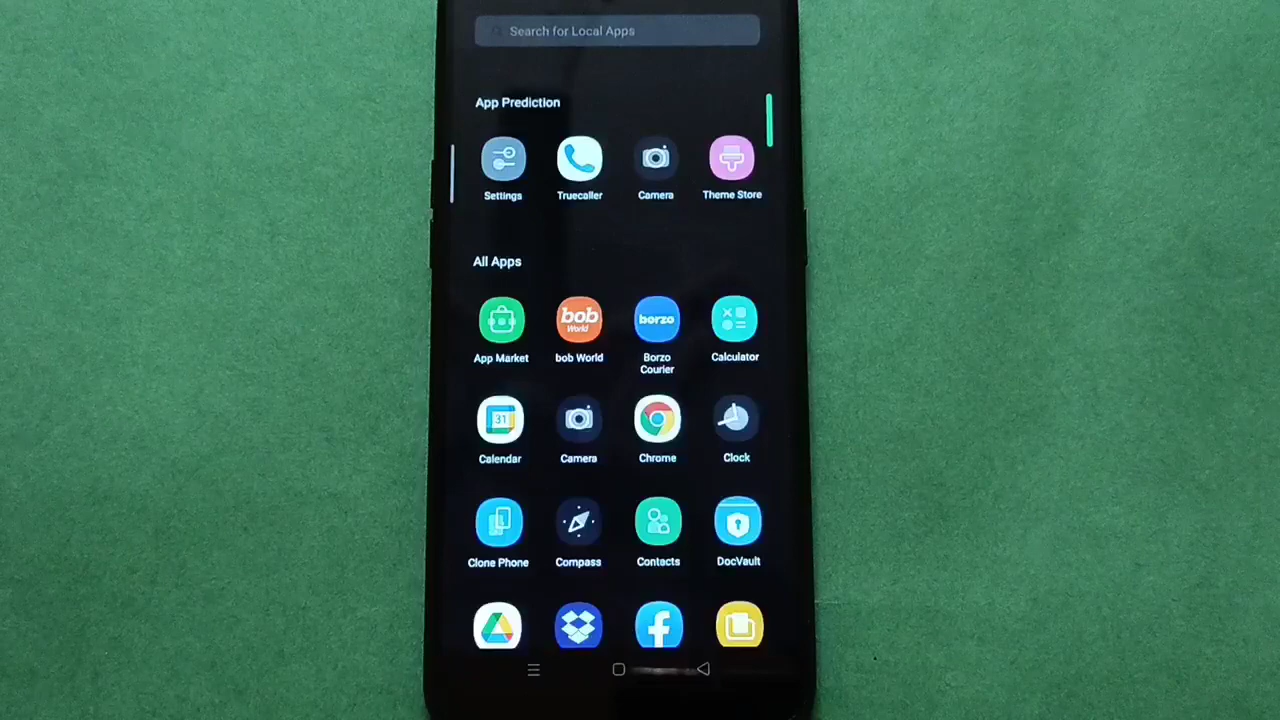 Search for Local Apps
App Prediction
Settings
Truecaller
Camera
Theme Store
All Apps
bob
World
borzo
App Market
bob World
Borzo
Courier
Calculator
31
Calendar
Camera
Chrome
Clock
Clone Phone
Compass
Contacts
DocVault